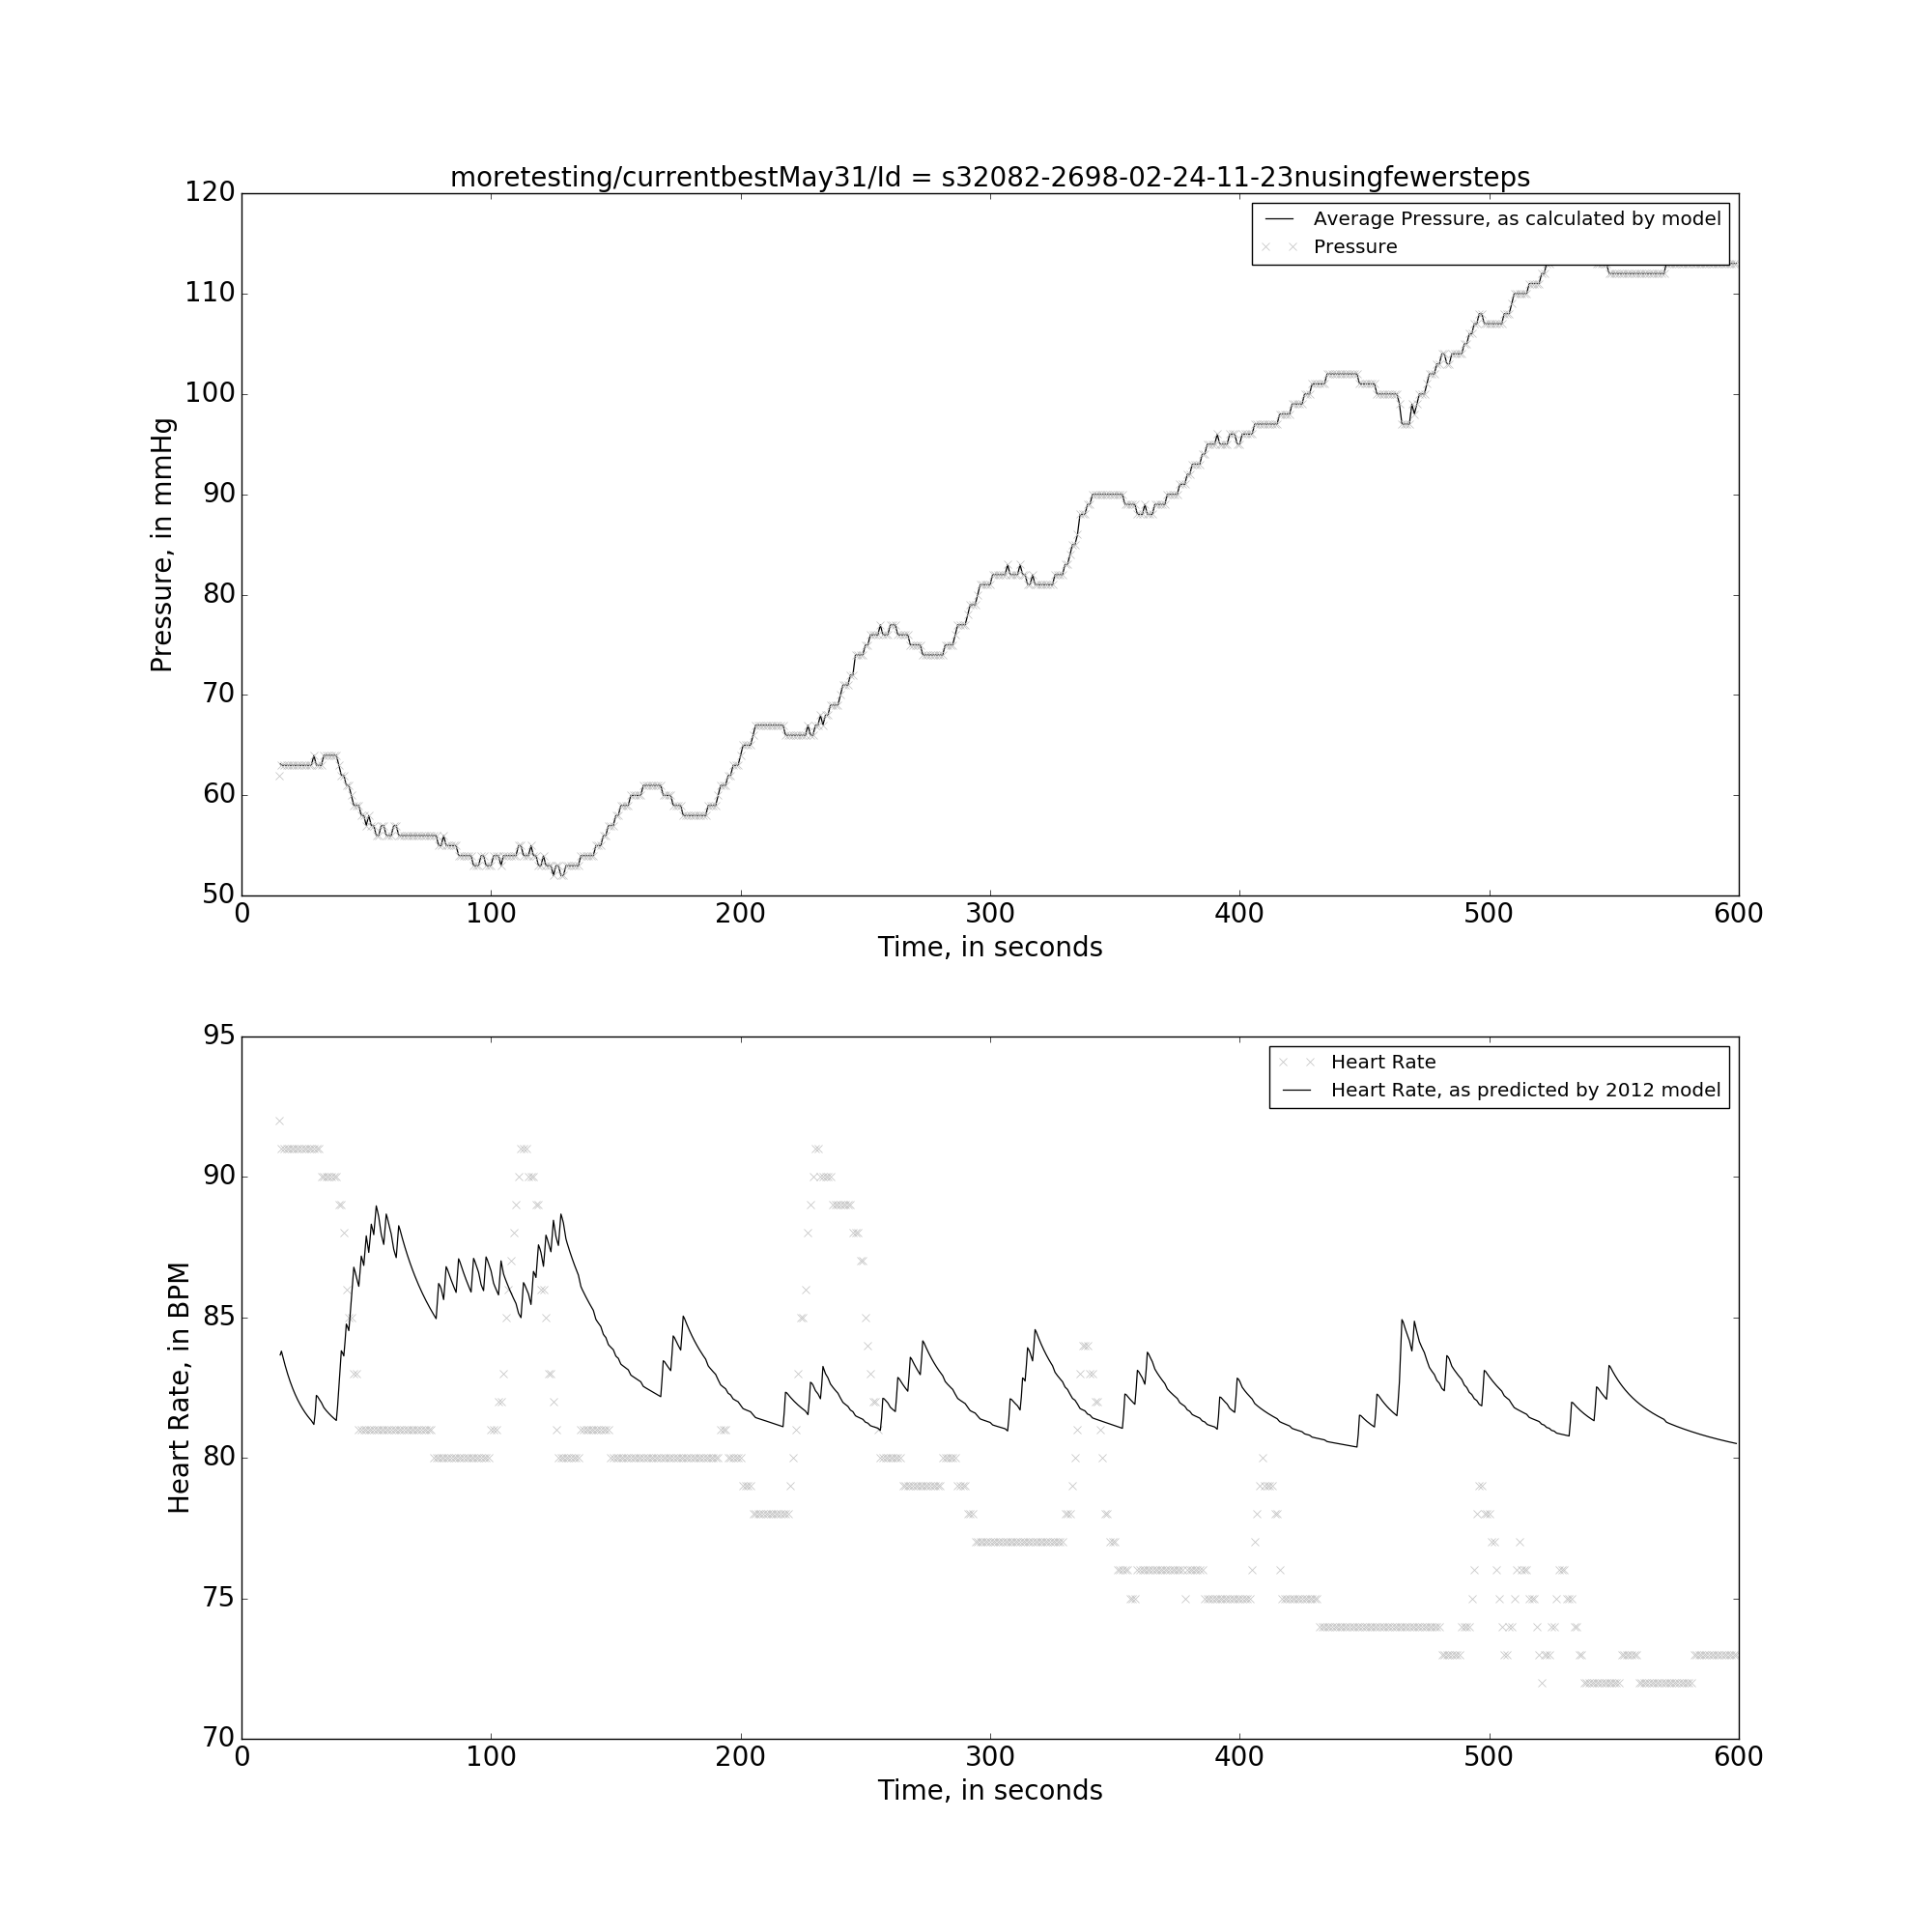 moretesting/currentbestMay31/Id = s32082-2698-02-24-11-23nusingfewersteps
120
110
100
90
80
70
60
50
Pressure, in mmHg
Average Pressure, as calculated by model
Pressure
0 100 200 300 400 500 600
Time, in seconds
95
90
85
80
75
70
Heart Rate, in BPM
Heart Rate
Heart Rate, as predicted by 2012 model
0 100 200 300 400 500 600
Time, in seconds